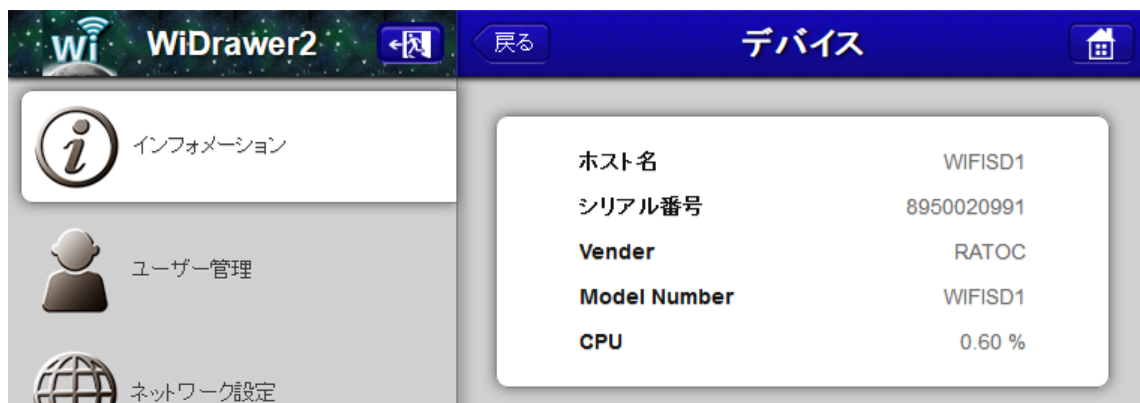 Wi WiDrawer2
インフォメーション
ユーザー管理
ネットワーク設定
戻る
デバイス
ホスト名 WIFISD1
シリアル番号 8950020991
Vender RATOC
Model Number WIFISD1
CPU 0.60 %